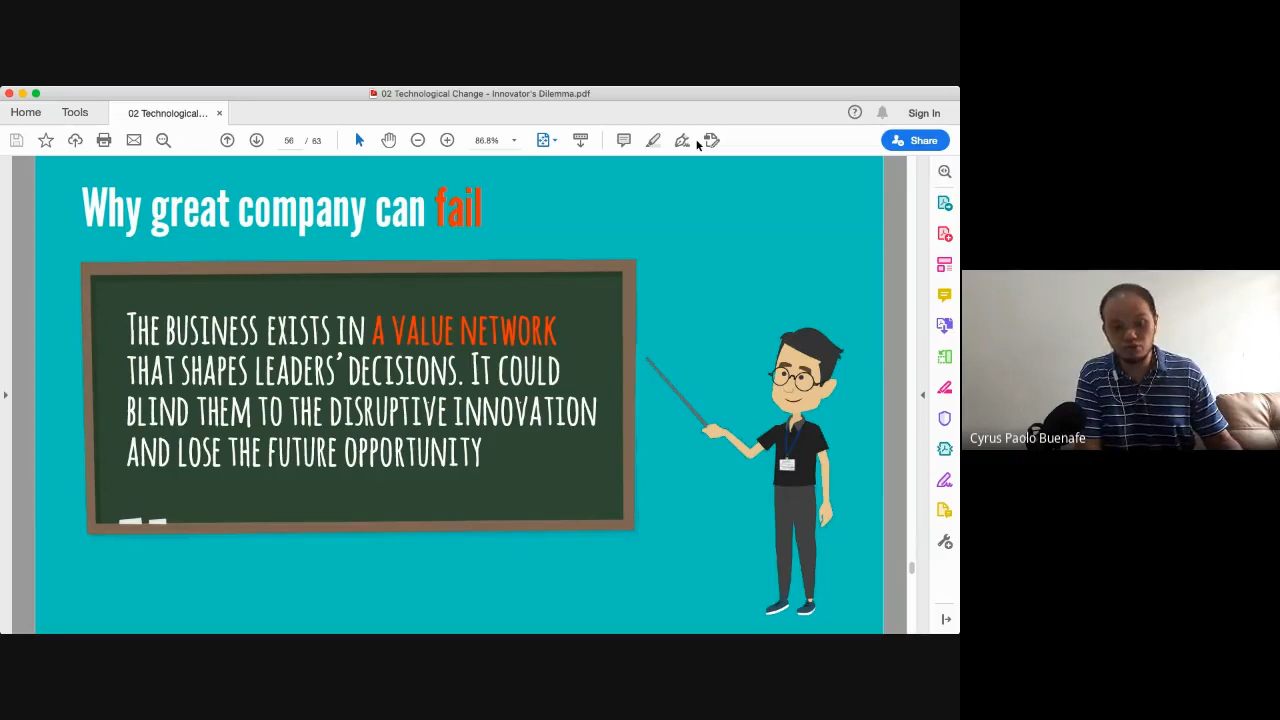 02 Technological Change - Innovator's Dilemma.pdf
Home Tools 02 Technological... × Sign In
56 / 63 86.8% Share
Why great company can fail
THE BUSINESS EXISTS IN A VALUE NETWORK
THAT SHAPES LEADERS' DECISIONS. IT COULD
BLIND THEM TO THE DISRUPTIVE INNOVATION
AND LOSE THE FUTURE OPPORTUNITY
Cyrus Paolo Buenafe